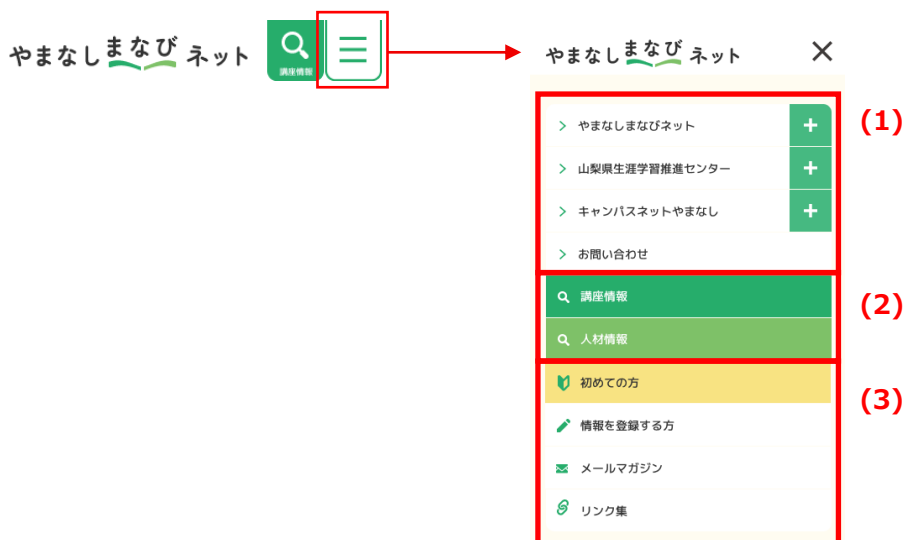 やまなしまなびネット
講座情報
やまなしまなびネット
やまなしまなびネット
山梨県生涯学習推進センター
キャンパスネットやまなし
お問い合わせ
(1)
講座情報
人材情報
(2)
初めての方
情報を登録する方
メールマガジン
リンク集
(3)